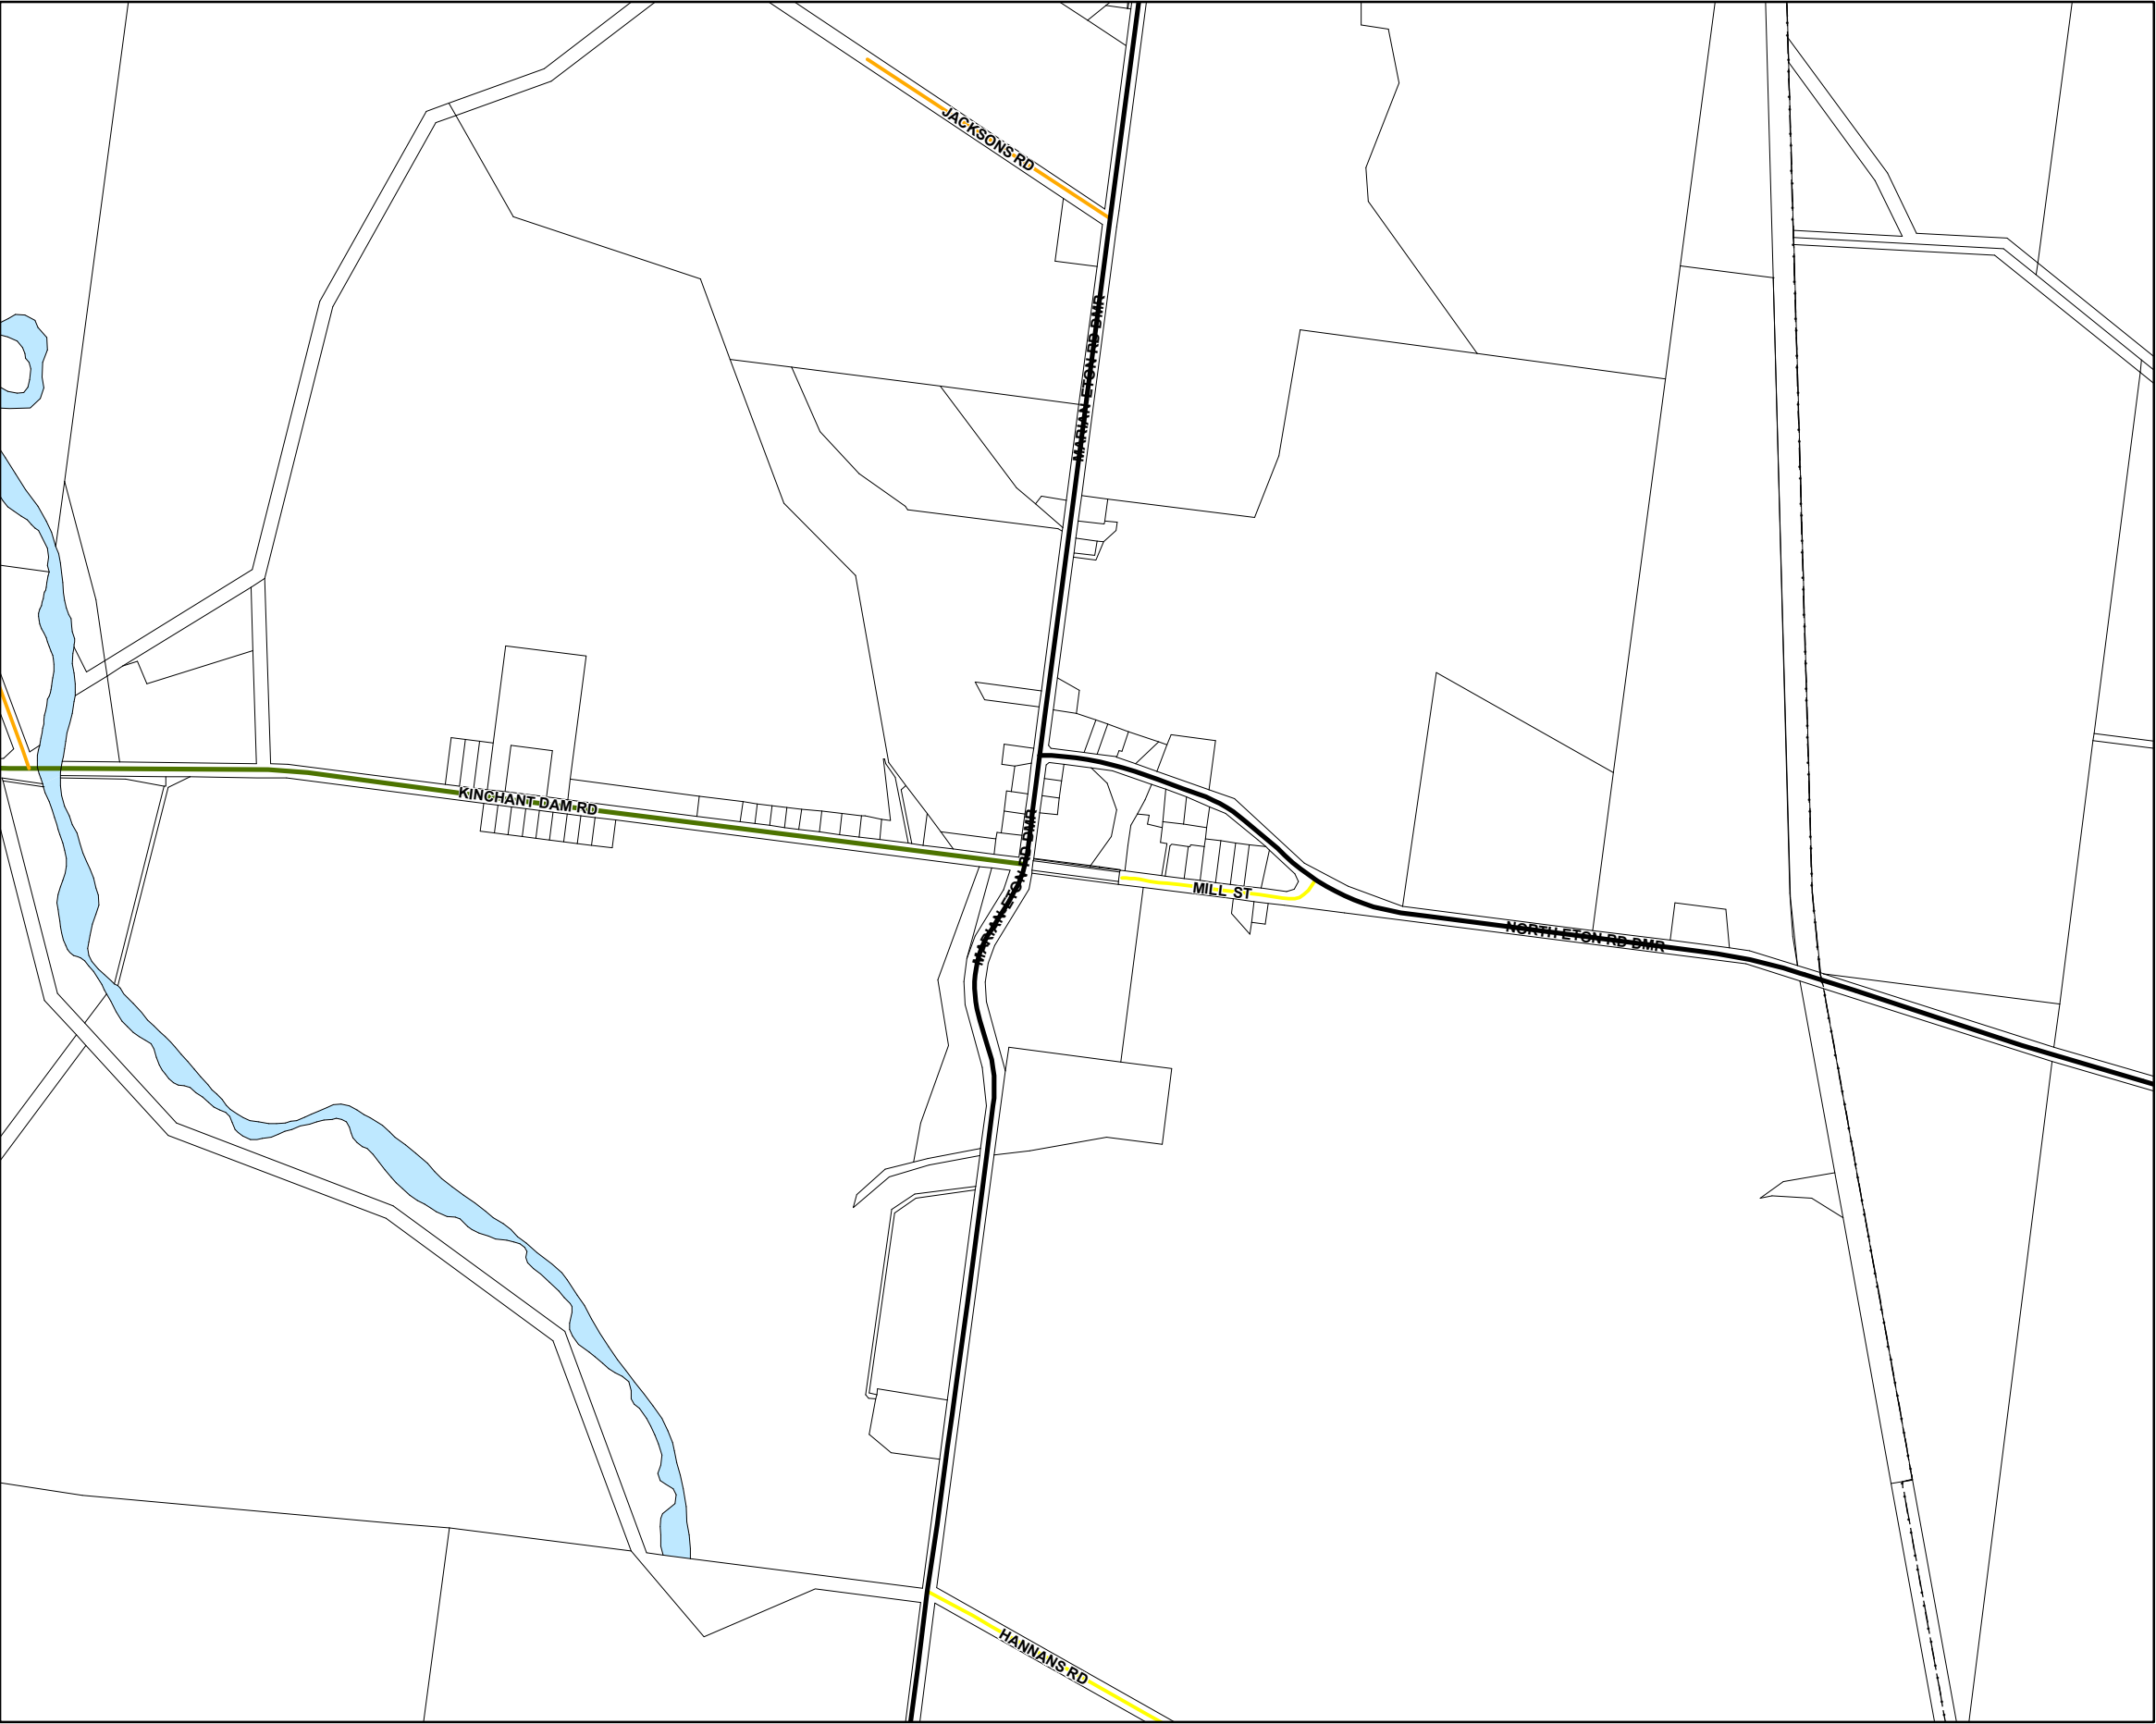 JACKSONS RD
MARIAN ETON RD DMR
KINCHANT DAM RD
MARIAN ETON RD DMR
MILL ST
NORTH ETON RD DMR
HANNANS RD